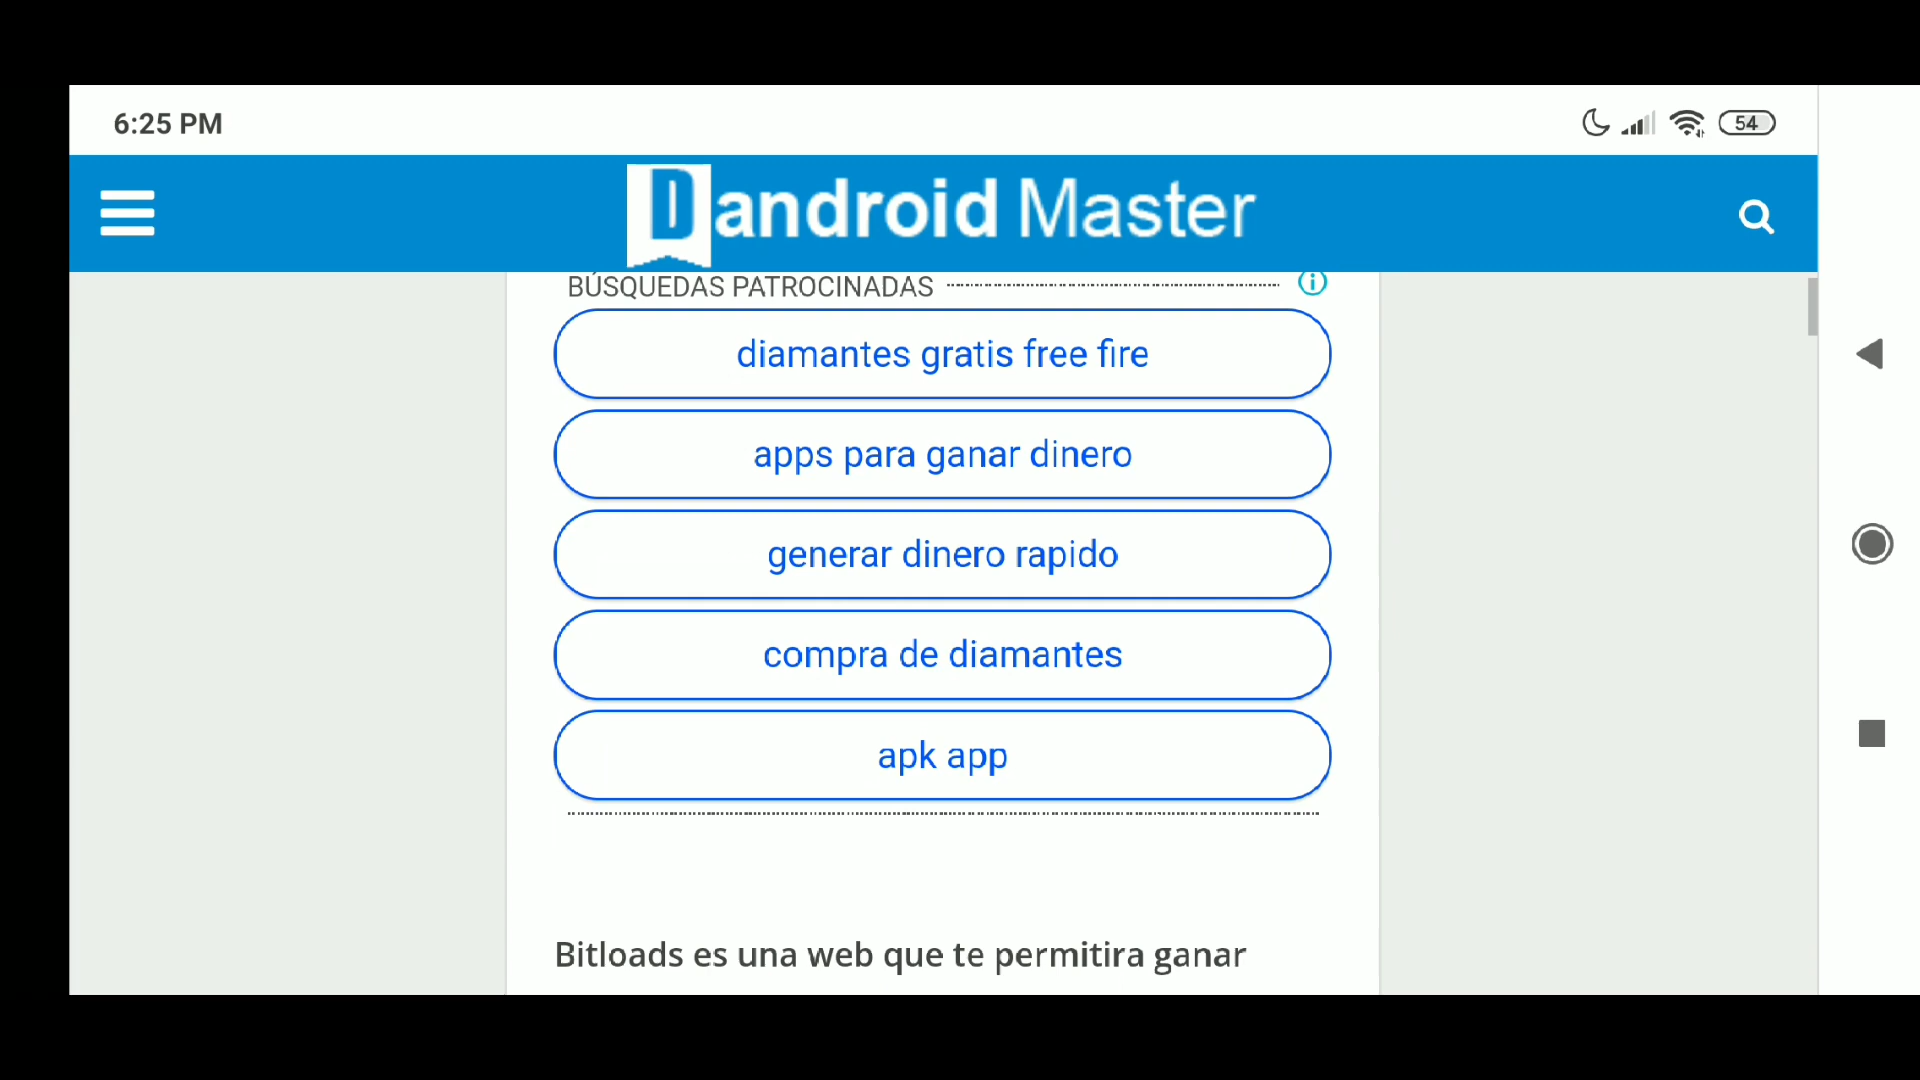 6:25 PM
54
Dandroid Master
BÚSQUEDAS PATROCINADAS
diamantes gratis free fire
apps para ganar dinero
generar dinero rapido
compra de diamantes
apk app
Bitloads es una web que te permitira ganar